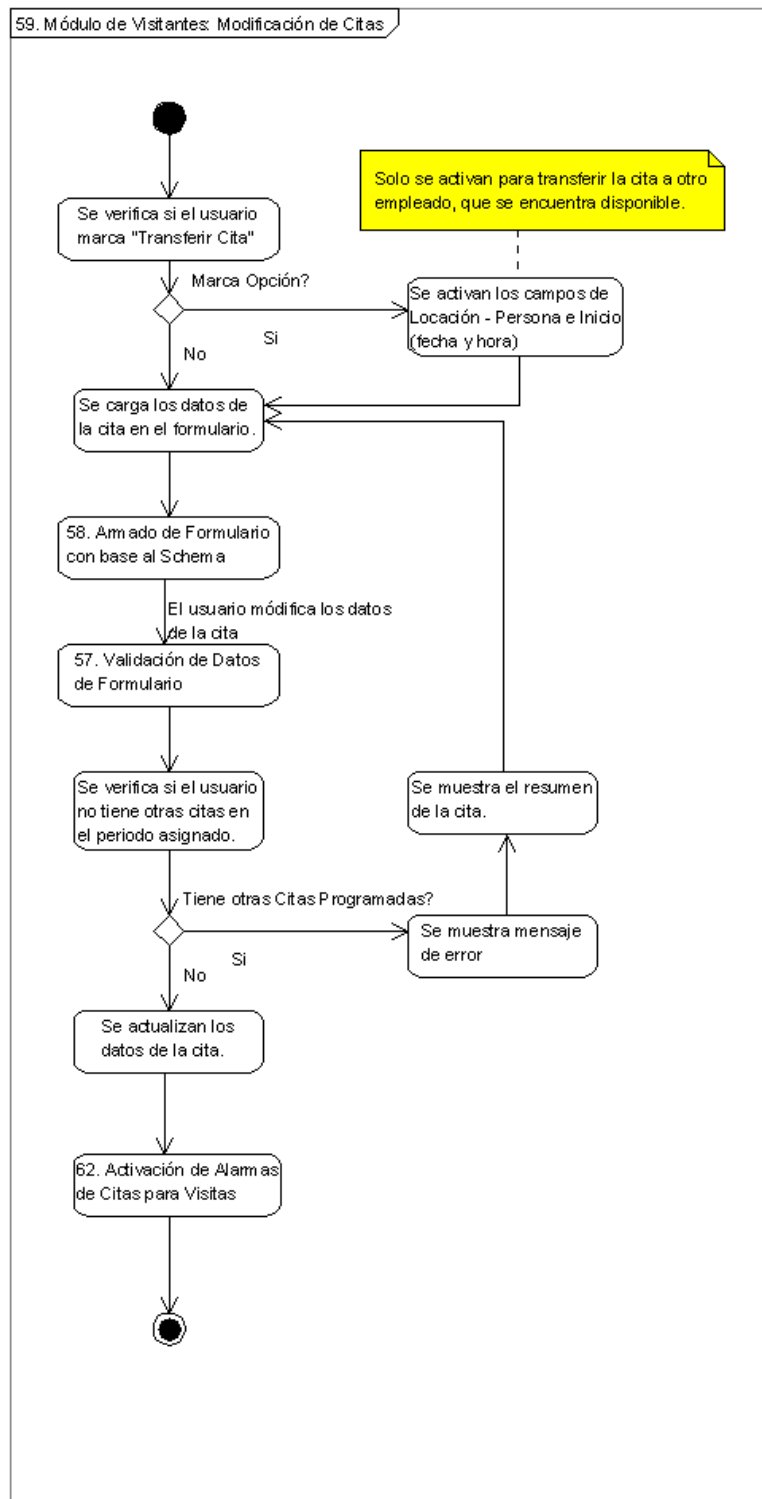 59. Módulo de Visitantes: Modificación de Citas
Solo se activan para transferir la cita a otro
empleado, que se encuentra disponible.
Se verifica si el usuario
marca "Transferir Cita"
Marca Opción?
Se activan los campos de
Locación - Persona e Inicio
(fecha y hora)
Si
No
Se carga los datos de
la cita en el formulario.
58. Armado de Formulario
con base al Schema
El usuario módifica los datos
de la cita
57. Validación de Datos
de Formulario
Se verifica si el usuario
no tiene otras citas en
el periodo asignado.
Se muestra el resumen
de la cita.
Tiene otras Citas Programadas?
Se muestra mensaje
de error
Si
No
Se actualizan los
datos de la cita.
62. Activación de Alarmas
de Citas para Visitas